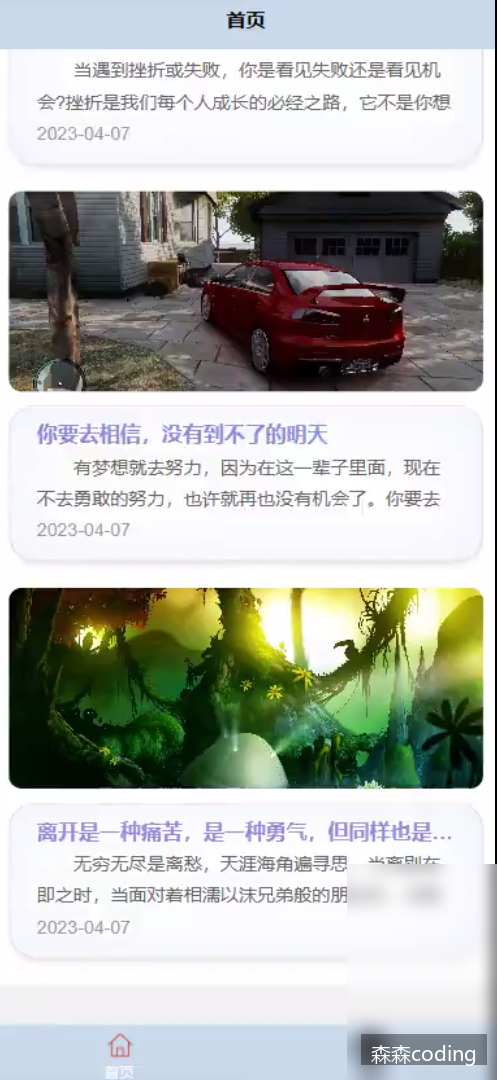 首页
当遇到挫折或失败，你是看见失败还是看见机
会?挫折是我们每个人成长的必经之路，它不是你想
2023-04-07
你要去相信，没有到不了的明天
有梦想就去努力，因为在这一辈子里面，现在
不去勇敢的努力，也许就再也没有机会了。你要去
2023-04-07
离开是一种痛苦，是一种勇气，但同样也是...
无穷无尽是离愁，天涯海角遍寻思。当离别在
即之时，当面对着相濡以沫兄弟般的朋
2023-04-07
首页
森森coding